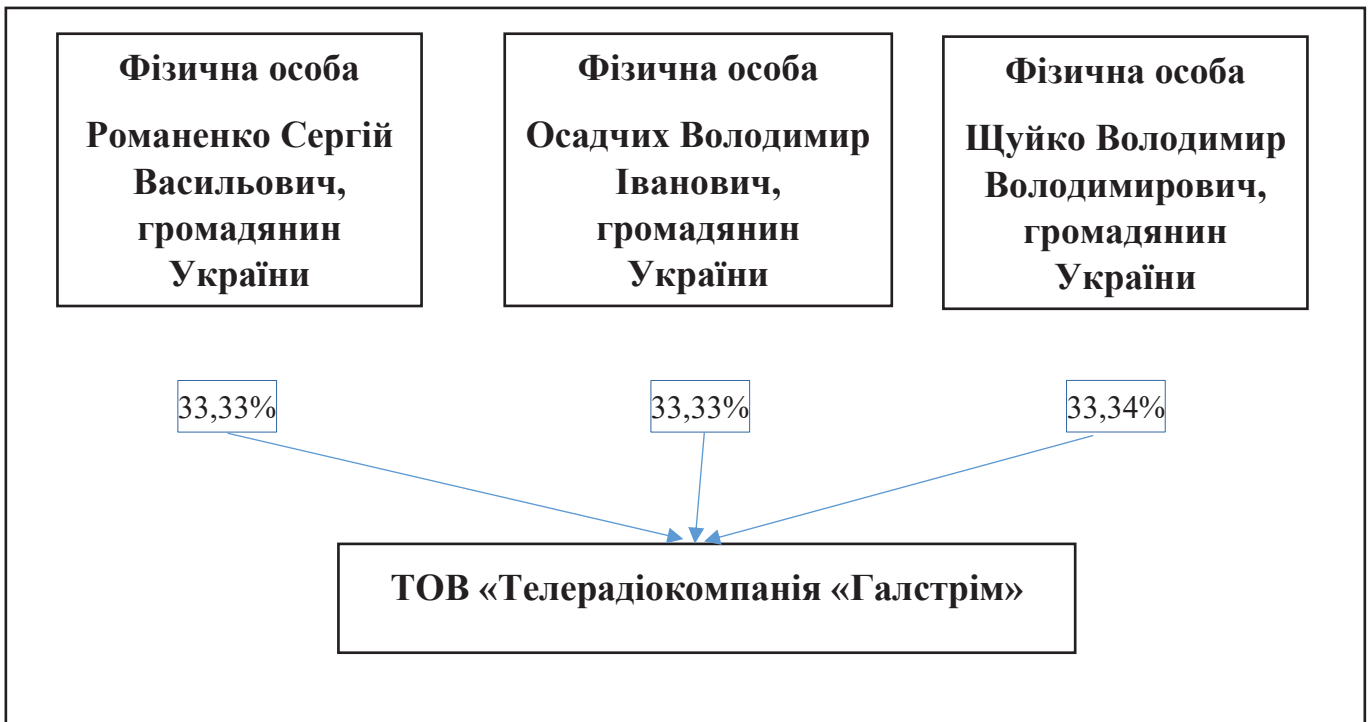 Фізична особа
Романенко Сергій
Васильович,
громадянин
України
Фізична особа
Осадчих Володимир
Іванович,
громадянин
України
Фізична особа
Щуйко Володимир
Володимирович,
громадянин
України
33,33%
33,33%
33,34%
ТОВ «Телерадіокомпанія «Галстрім»